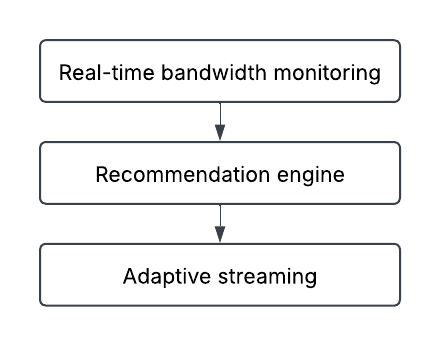 Real-time bandwidth monitoring
Recommendation engine
Adaptive streaming